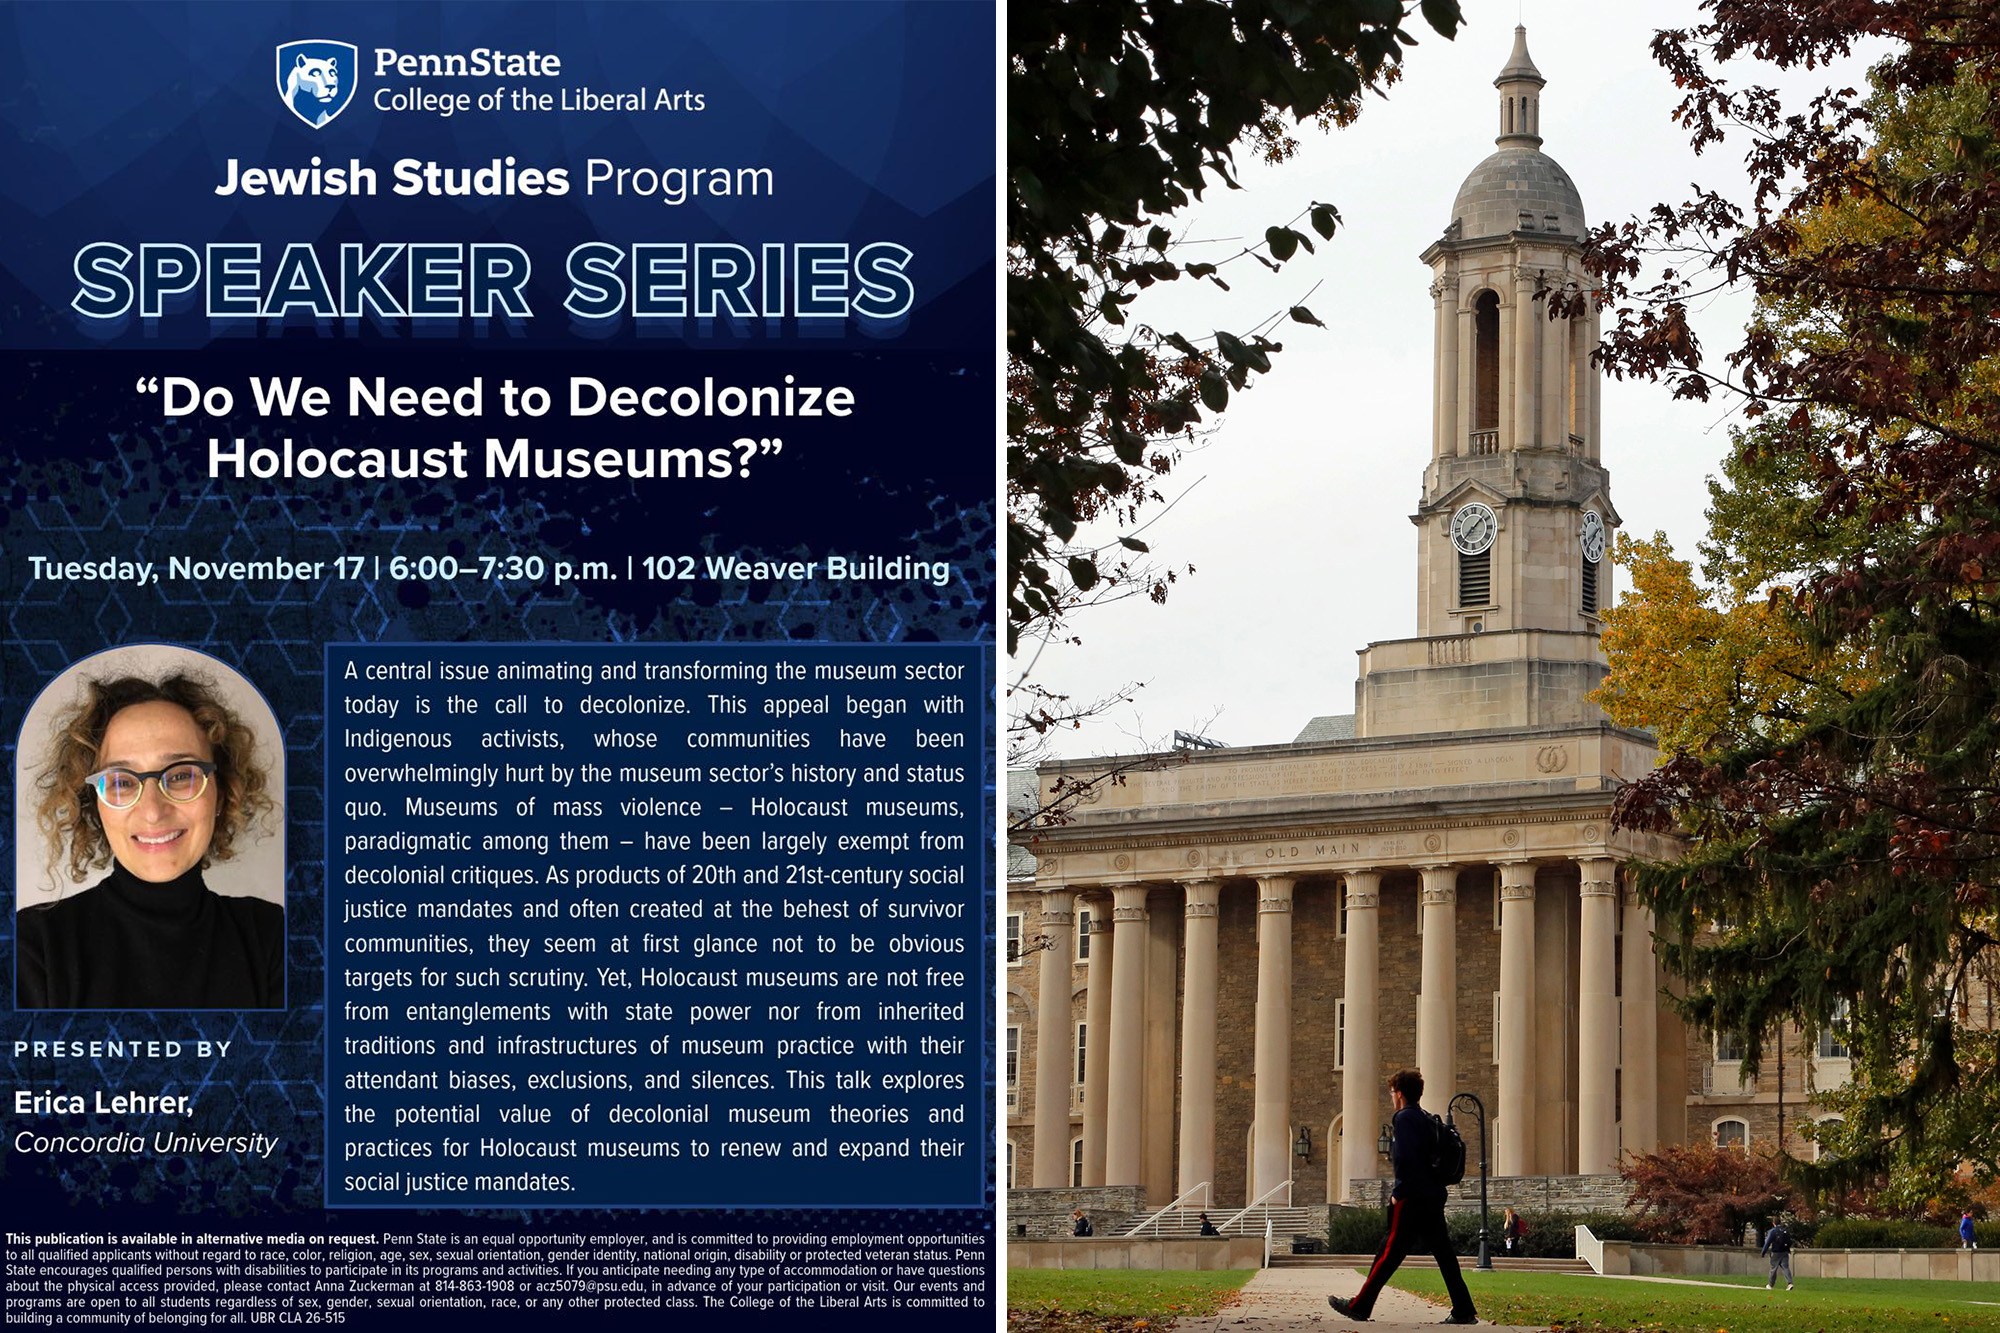 PennState
College of the Liberal Arts
Jewish Studies Program
SPEAKER SERIES
“Do We Need to Decolonize
Holocaust Museums?”
Tuesday, November 17 | 6:00–7:30 p.m. | 102 Weaver Building
A central issue animating and transforming the museum sector
today is the call to decolonize. This appeal began with
Indigenous activists, whose communities have been
overwhelmingly hurt by the museum sector’s history and status
quo. Museums of mass violence – Holocaust museums,
paradigmatic among them – have been largely exempt from
decolonial critiques. As products of 20th and 21st-century social
justice mandates and often created at the behest of survivor
communities, they seem at first glance not to be obvious
targets for such scrutiny. Yet, Holocaust museums are not free
from entanglements with state power nor from inherited
traditions and infrastructures of museum practice with their
attendant biases, exclusions, and silences. This talk explores
the potential value of decolonial museum theories and
practices for Holocaust museums to renew and expand their
social justice mandates.
PRESENTED BY
Erica Lehrer,
Concordia University
This publication is available in alternative media on request. Penn State is an equal opportunity employer, and is committed to providing employment opportunities
to all qualified applicants without regard to race, color, religion, age, sex, sexual orientation, gender identity, national origin, disability or protected veteran status. Penn
State encourages qualified persons with disabilities to participate in its programs and activities. If you anticipate needing any type of accommodation or have questions
about the physical access provided, please contact Anna Zuckerman at 814-863-1908 or acz5079@psu.edu, in advance of your participation or visit. Our events and
programs are open to all students regardless of sex, gender, sexual orientation, race, or any other protected class. The College of the Liberal Arts is committed to
building a community of belonging for all. UBR CLA 26-515
OLD MAIN